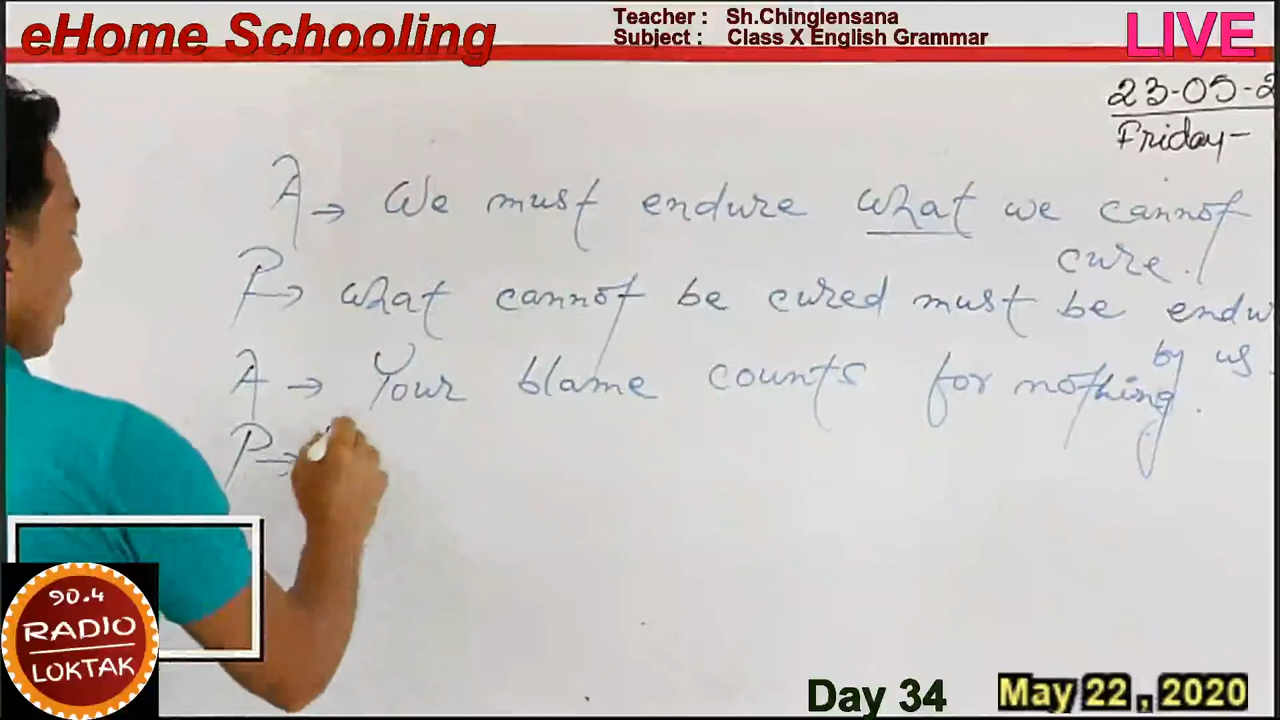 eHome Schooling
Teacher : Sh.Chinglensana
Subject : Class X English Grammar
LIVE
23-05-2
Friday-
A → We must endure what we cannot
cure.
P → what cannot be cured must be
by us.
A → Your blame counts for nothing.
P →
90.4
RADIO
LOKTAK
Day 34
May 22 , 2020